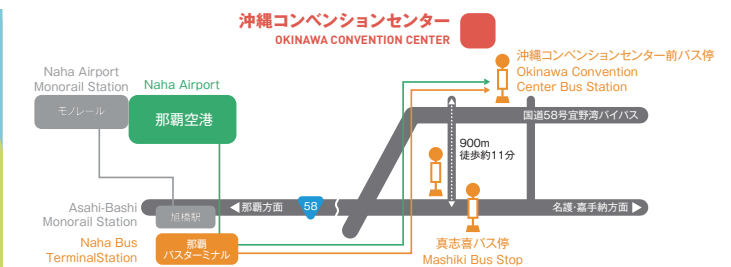 沖縄コンベンションセンター
OKINAWA CONVENTION CENTER
沖縄コンベンションセンター前バス停
Okinawa Convention
Center Bus Station
Naha Airport
Monorail Station
Naha Airport
モノレール
那覇空港
国道58号宜野湾バイパス
900m
徒歩約11分
Asahi-Bashi
Monorail Station
旭橋駅
那覇方面
58
名護・嘉手納方面
Naha Bus
TerminalStation
那覇
バスターミナル
真志喜バス停
Mashiki Bus Stop